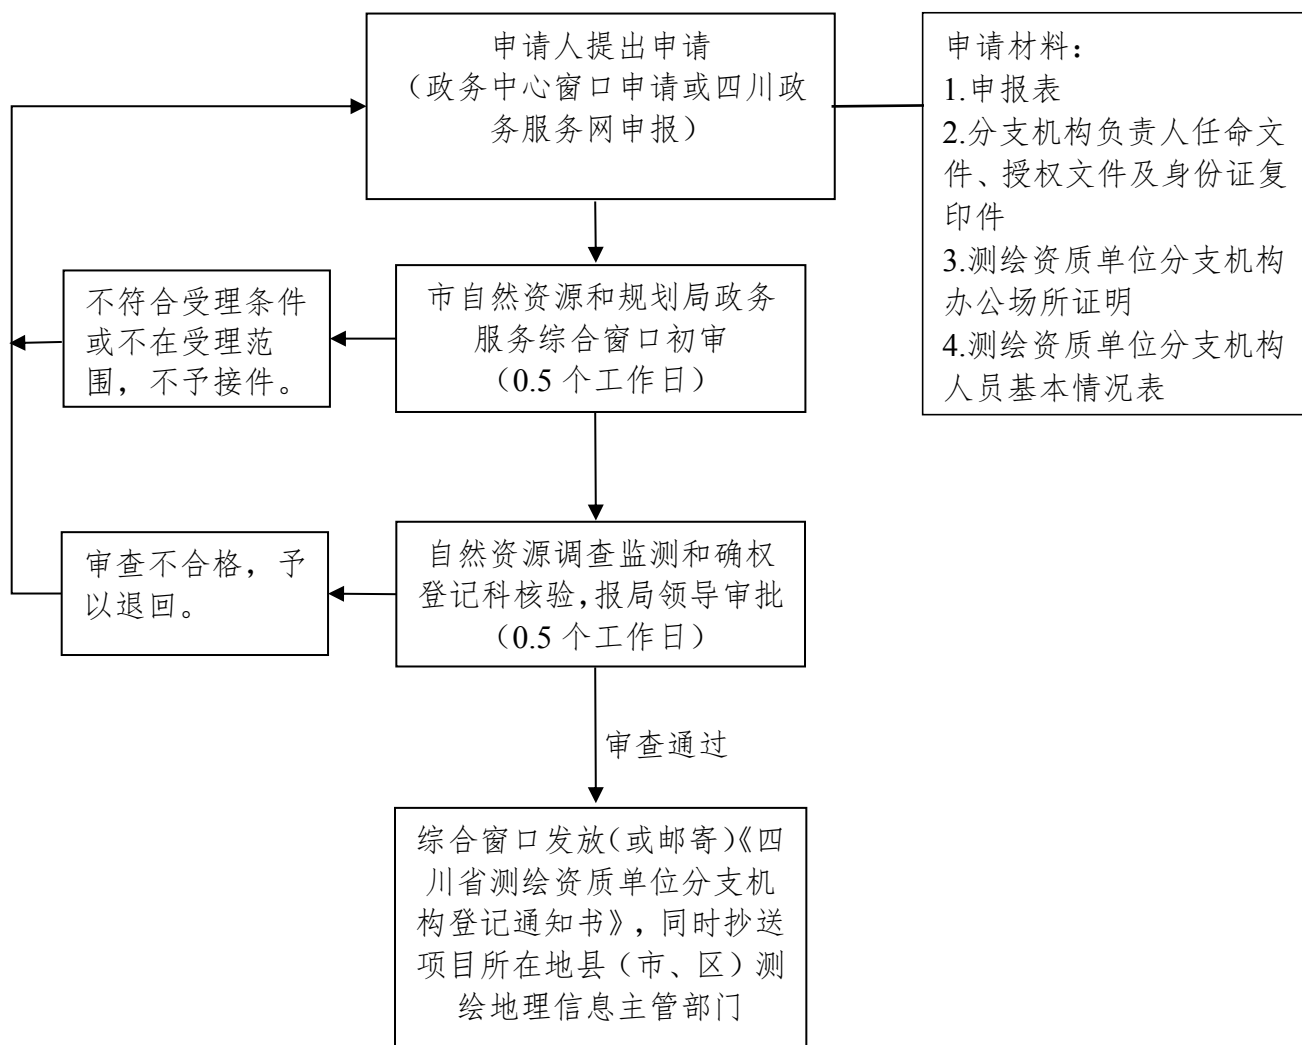 申请人提出申请
（政务中心窗口申请或四川政
务服务网申报）
申请材料：
1.申报表
2.分支机构负责人任命文
件、授权文件及身份证复
印件
3.测绘资质单位分支机构
办公场所证明
4.测绘资质单位分支机构
人员基本情况表
不符合受理条件
或不在受理范
围，不予接件。
市自然资源和规划局政务
服务综合窗口初审
（0.5 个工作日）
审查不合格，予
以退回。
自然资源调查监测和确权
登记科核验,报局领导审批
（0.5 个工作日）
审查通过
综合窗口发放(或邮寄)《四
川省测绘资质单位分支机
构登记通知书》，同时抄送
项目所在地县（市、区）测
绘地理信息主管部门